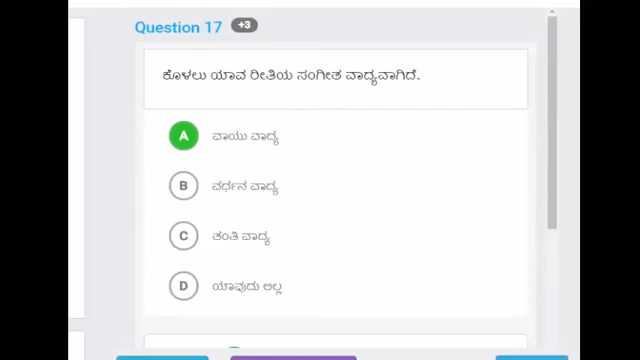 Question 17 +3
ಕೊಳಲು ಯಾವ ರೀತಿಯ ಸಂಗೀತ ವಾದ್ಯವಾಗಿದೆ.
A ವಾಯು ವಾದ್ಯ
B ವರ್ಧನ ವಾದ್ಯ
C ತಂತಿ ವಾದ್ಯ
D ಯಾವುದು ಅಲ್ಲ